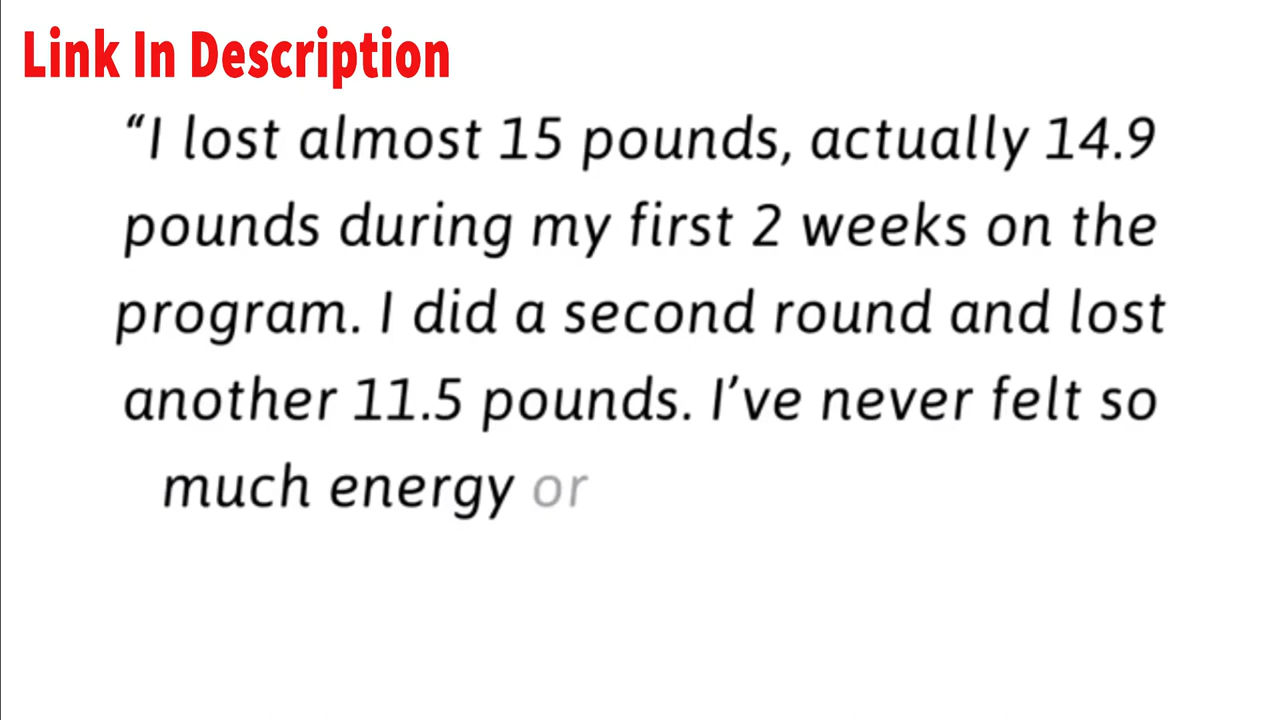 Link In Description
“I lost almost 15 pounds, actually 14.9
pounds during my first 2 weeks on the
program. I did a second round and lost
another 11.5 pounds. I’ve never felt so
much energy or